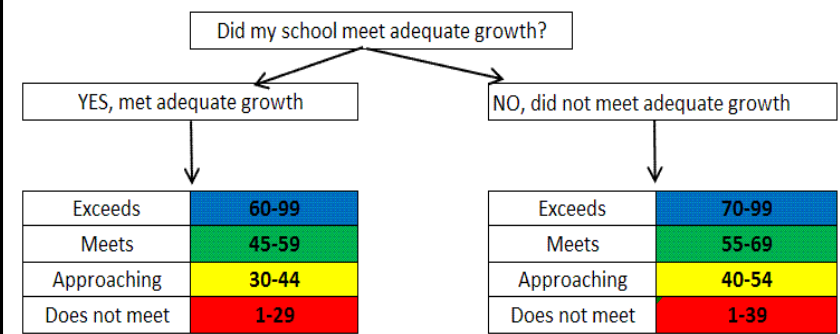 Did my school meet adequate growth?
YES, met adequate growth
NO, did not meet adequate growth
Exceeds 60-99
Meets 45-59
Approaching 30-44
Does not meet 1-29
Exceeds 70-99
Meets 55-69
Approaching 40-54
Does not meet 1-39